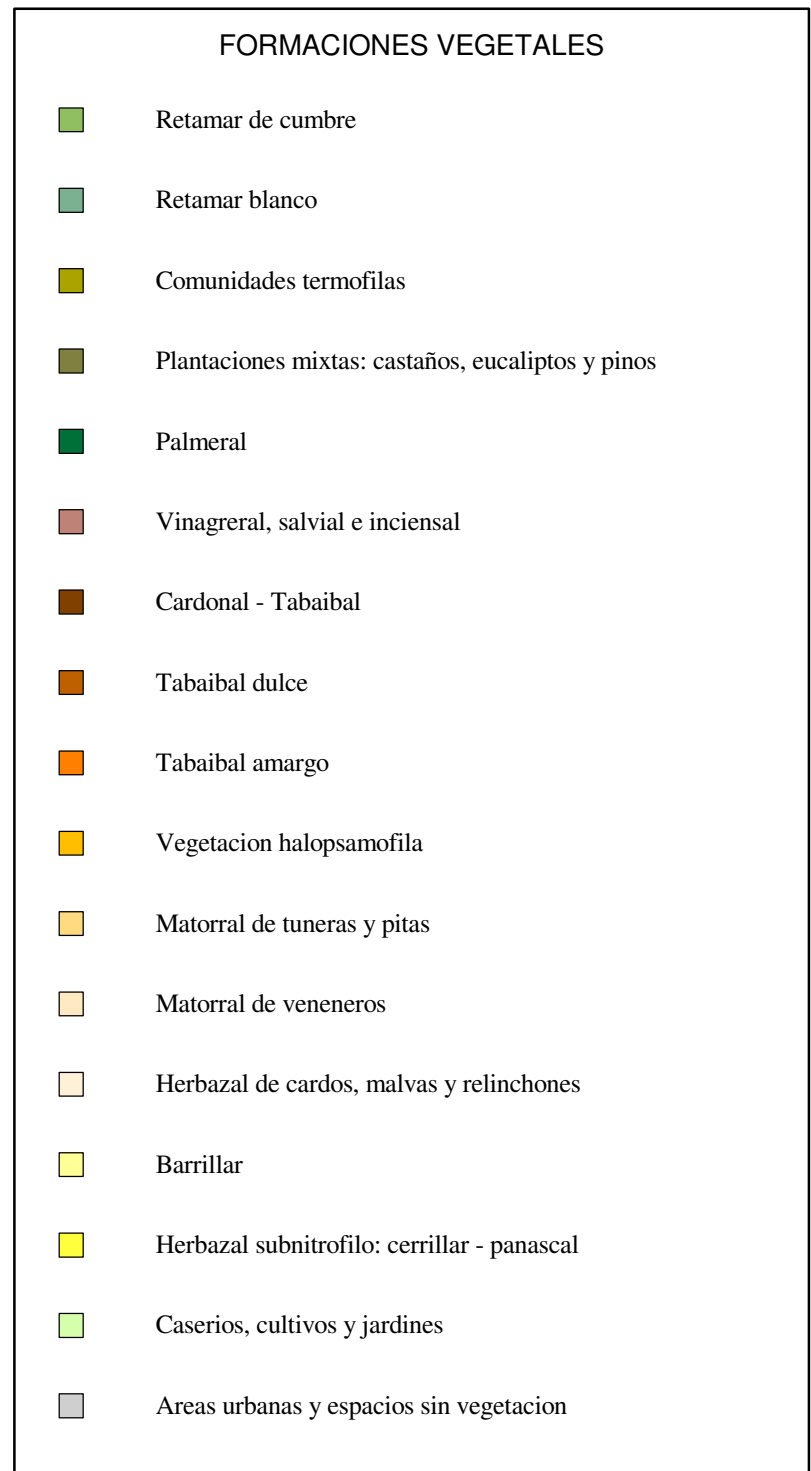 FORMACIONES VEGETALES
Retamar de cumbre
Retamar blanco
Comunidades termofilas
Plantaciones mixtas: castaños, eucaliptos y pinos
Palmeral
Vinagreral, salvial e inciensal
Cardonal - Tabaibal
Tabaibal dulce
Tabaibal amargo
Vegetacion halopsamofila
Matorral de tuneras y pitas
Matorral de veneneros
Herbazal de cardos, malvas y relinchones
Barrillar
Herbazal subnitrofilo: cerrillar - panascal
Caserios, cultivos y jardines
Areas urbanas y espacios sin vegetacion